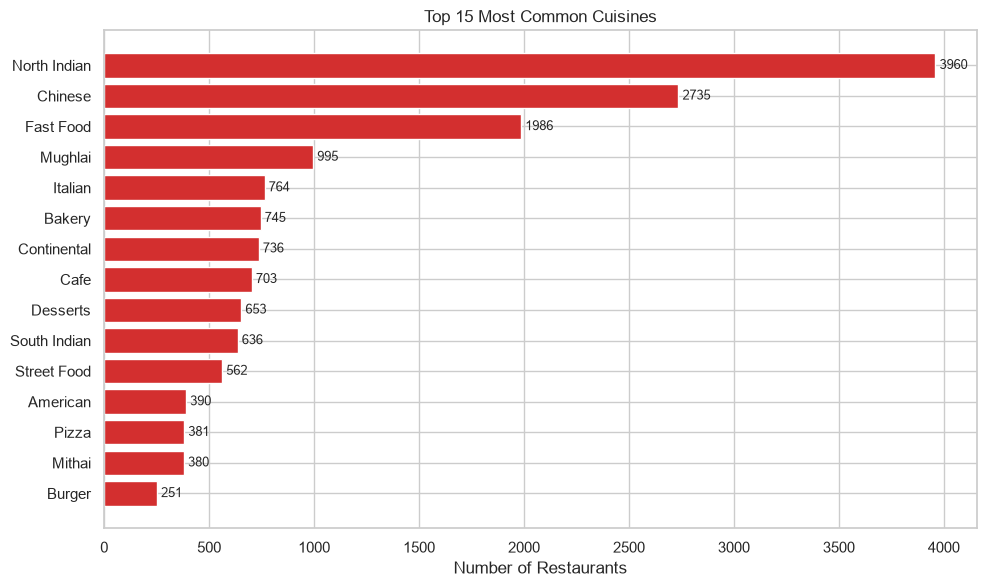 Top 15 Most Common Cuisines
North Indian 3960
Chinese 2735
Fast Food 1986
Mughlai 995
Italian 764
Bakery 745
Continental 736
Cafe 703
Desserts 653
South Indian 636
Street Food 562
American 390
Pizza 381
Mithai 380
Burger 251
0 500 1000 1500 2000 2500 3000 3500 4000
Number of Restaurants